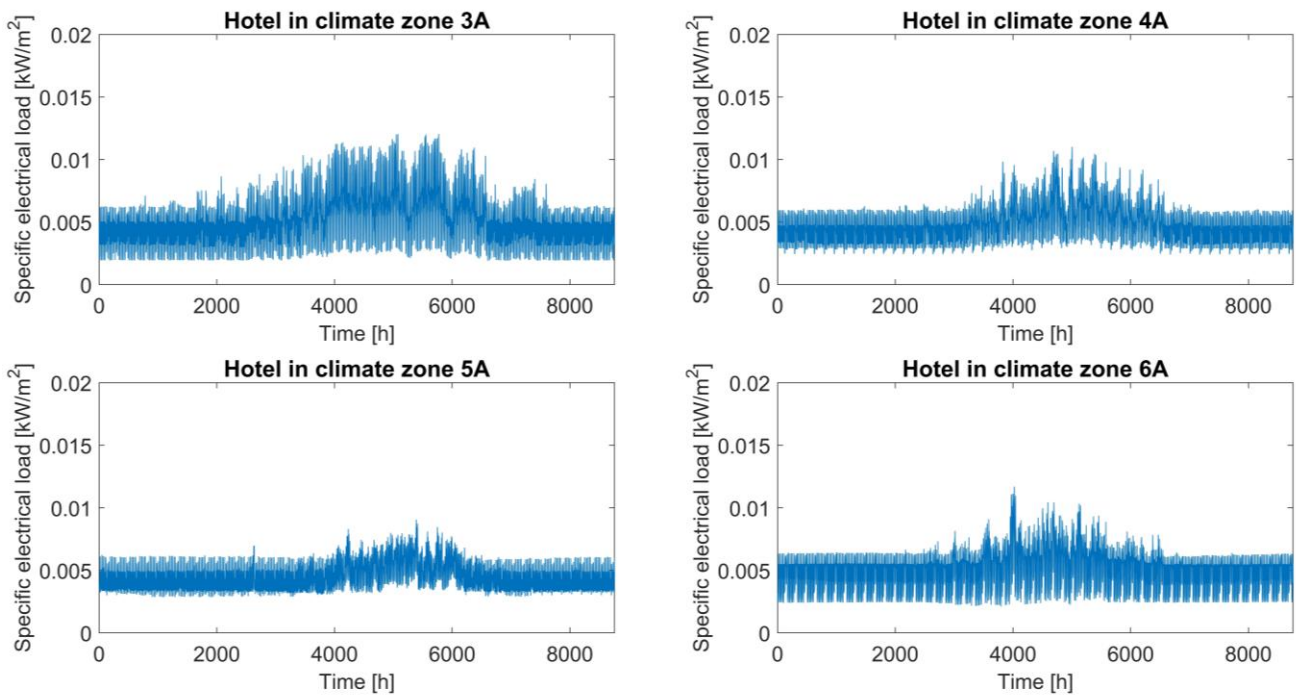 Hotel in climate zone 3A
Specific electrical load [kW/m²]
0.02
0.015
0.01
0.005
0
0 2000 4000 6000 8000
Time [h]
Hotel in climate zone 4A
Specific electrical load [kW/m²]
0.02
0.015
0.01
0.005
0
0 2000 4000 6000 8000
Time [h]
Hotel in climate zone 5A
Specific electrical load [kW/m²]
0.02
0.015
0.01
0.005
0
0 2000 4000 6000 8000
Time [h]
Hotel in climate zone 6A
Specific electrical load [kW/m²]
0.02
0.015
0.01
0.005
0
0 2000 4000 6000 8000
Time [h]